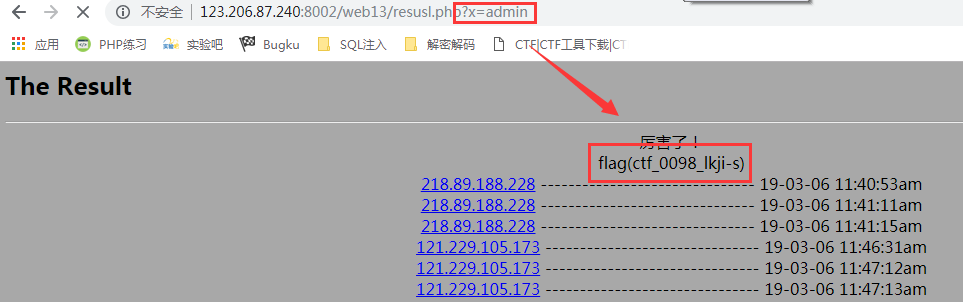 不安全 123.206.87.240:8002/web13/resusl.php?x=admin
应用 PHP练习 实验吧 Bugku SQL注入 解密解码 CTF|CTF工具下载|CT
The Result
厉害了！
flag(ctf_0098_lkji-s)
218.89.188.228 ------------------------------- 19-03-06 11:40:53am
218.89.188.228 ------------------------------- 19-03-06 11:41:11am
218.89.188.228 ------------------------------- 19-03-06 11:41:15am
121.229.105.173 ------------------------------- 19-03-06 11:46:31am
121.229.105.173 ------------------------------- 19-03-06 11:47:12am
121.229.105.173 ------------------------------- 19-03-06 11:47:13am